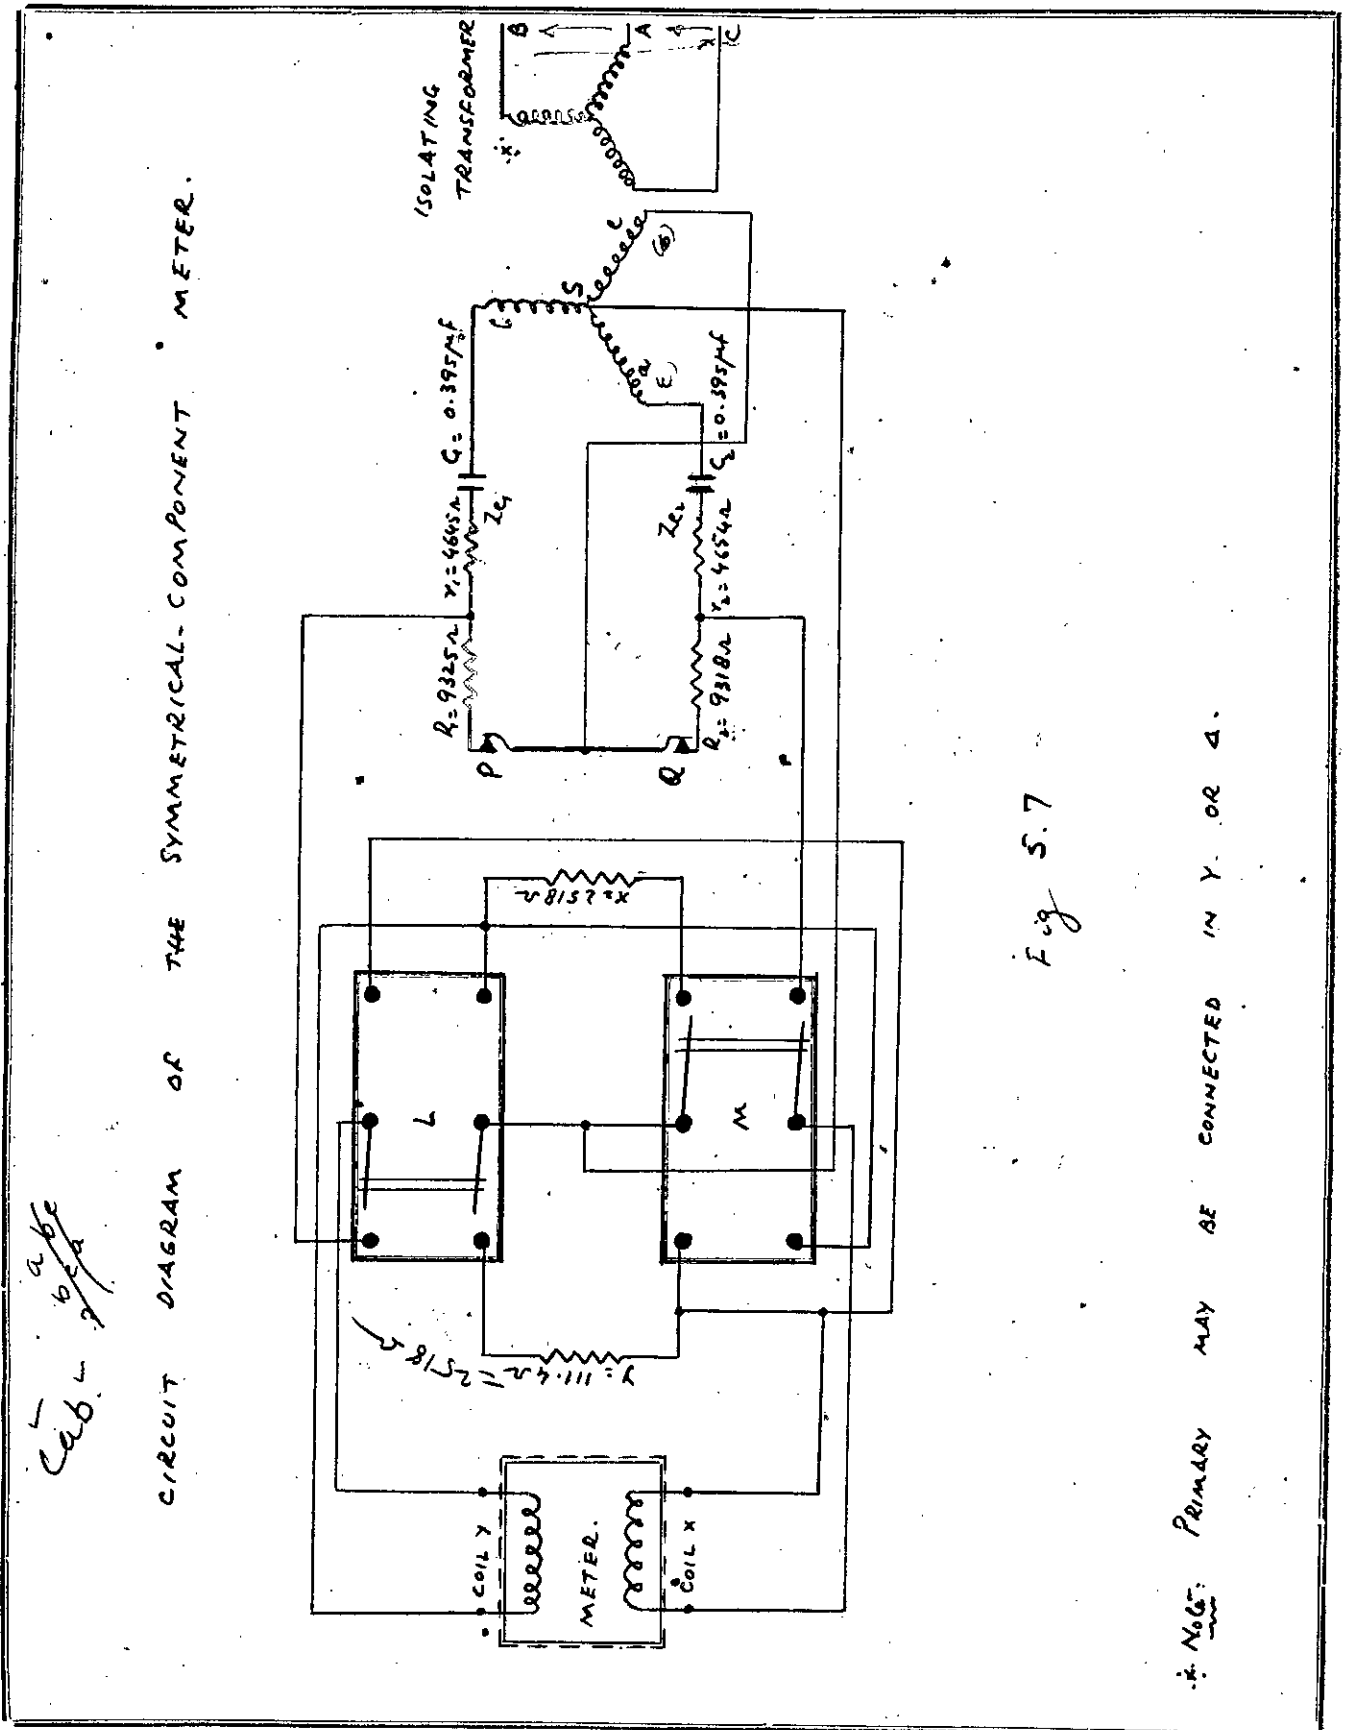 CIRCUIT DIAGRAM OF THE SYMMETRICAL-COMPONENT METER.
ISOLATING
TRANSFORMER
B
A
C
b
S
c
(b)
a
C₁= 0.395µf
r₁=4645Ω
Ze₁
R₁=9325Ω
P
Q
R₂=9318Ω
r₂=4654Ω
Ze₂
C₂=0.395µf
X=2518Ω
L
M
Y=111.4Ω
2518
COIL Y
METER.
COIL X
Fig 5.7
Note: PRIMARY MAY BE CONNECTED IN Y. OR Δ.